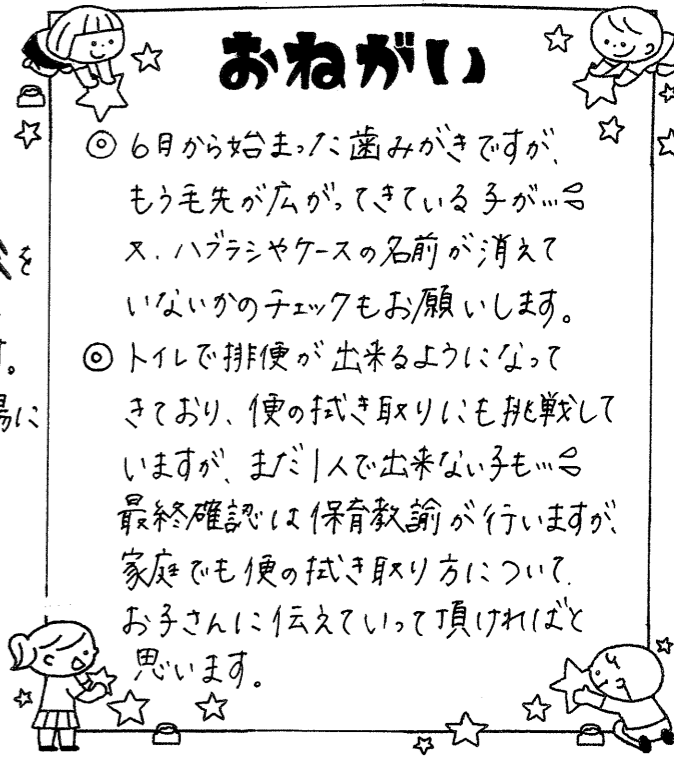 おねがい
◎ 6月から始まった歯みがきですが、
もう毛先が広がってきている子が…
又、ハブラシやケースの名前が消えて
いないかのチェックもお願いします。
◎ トイレで排便が出来るようになって
きており、便の拭き取りにも挑戦して
いますが、まだ1人で出来ない子も…
最終確認は保育教諭が行いますが、
家庭でも便の拭き取り方について、
お子さんに伝えていって頂ければと
思います。
を
す。
場に